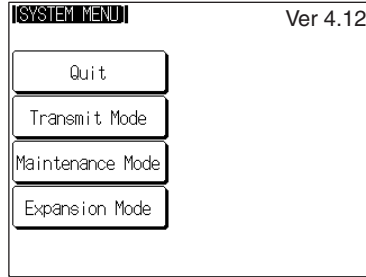 [SYSTEM MENU]
Ver 4.12
Quit
Transmit Mode
Maintenance Mode
Expansion Mode